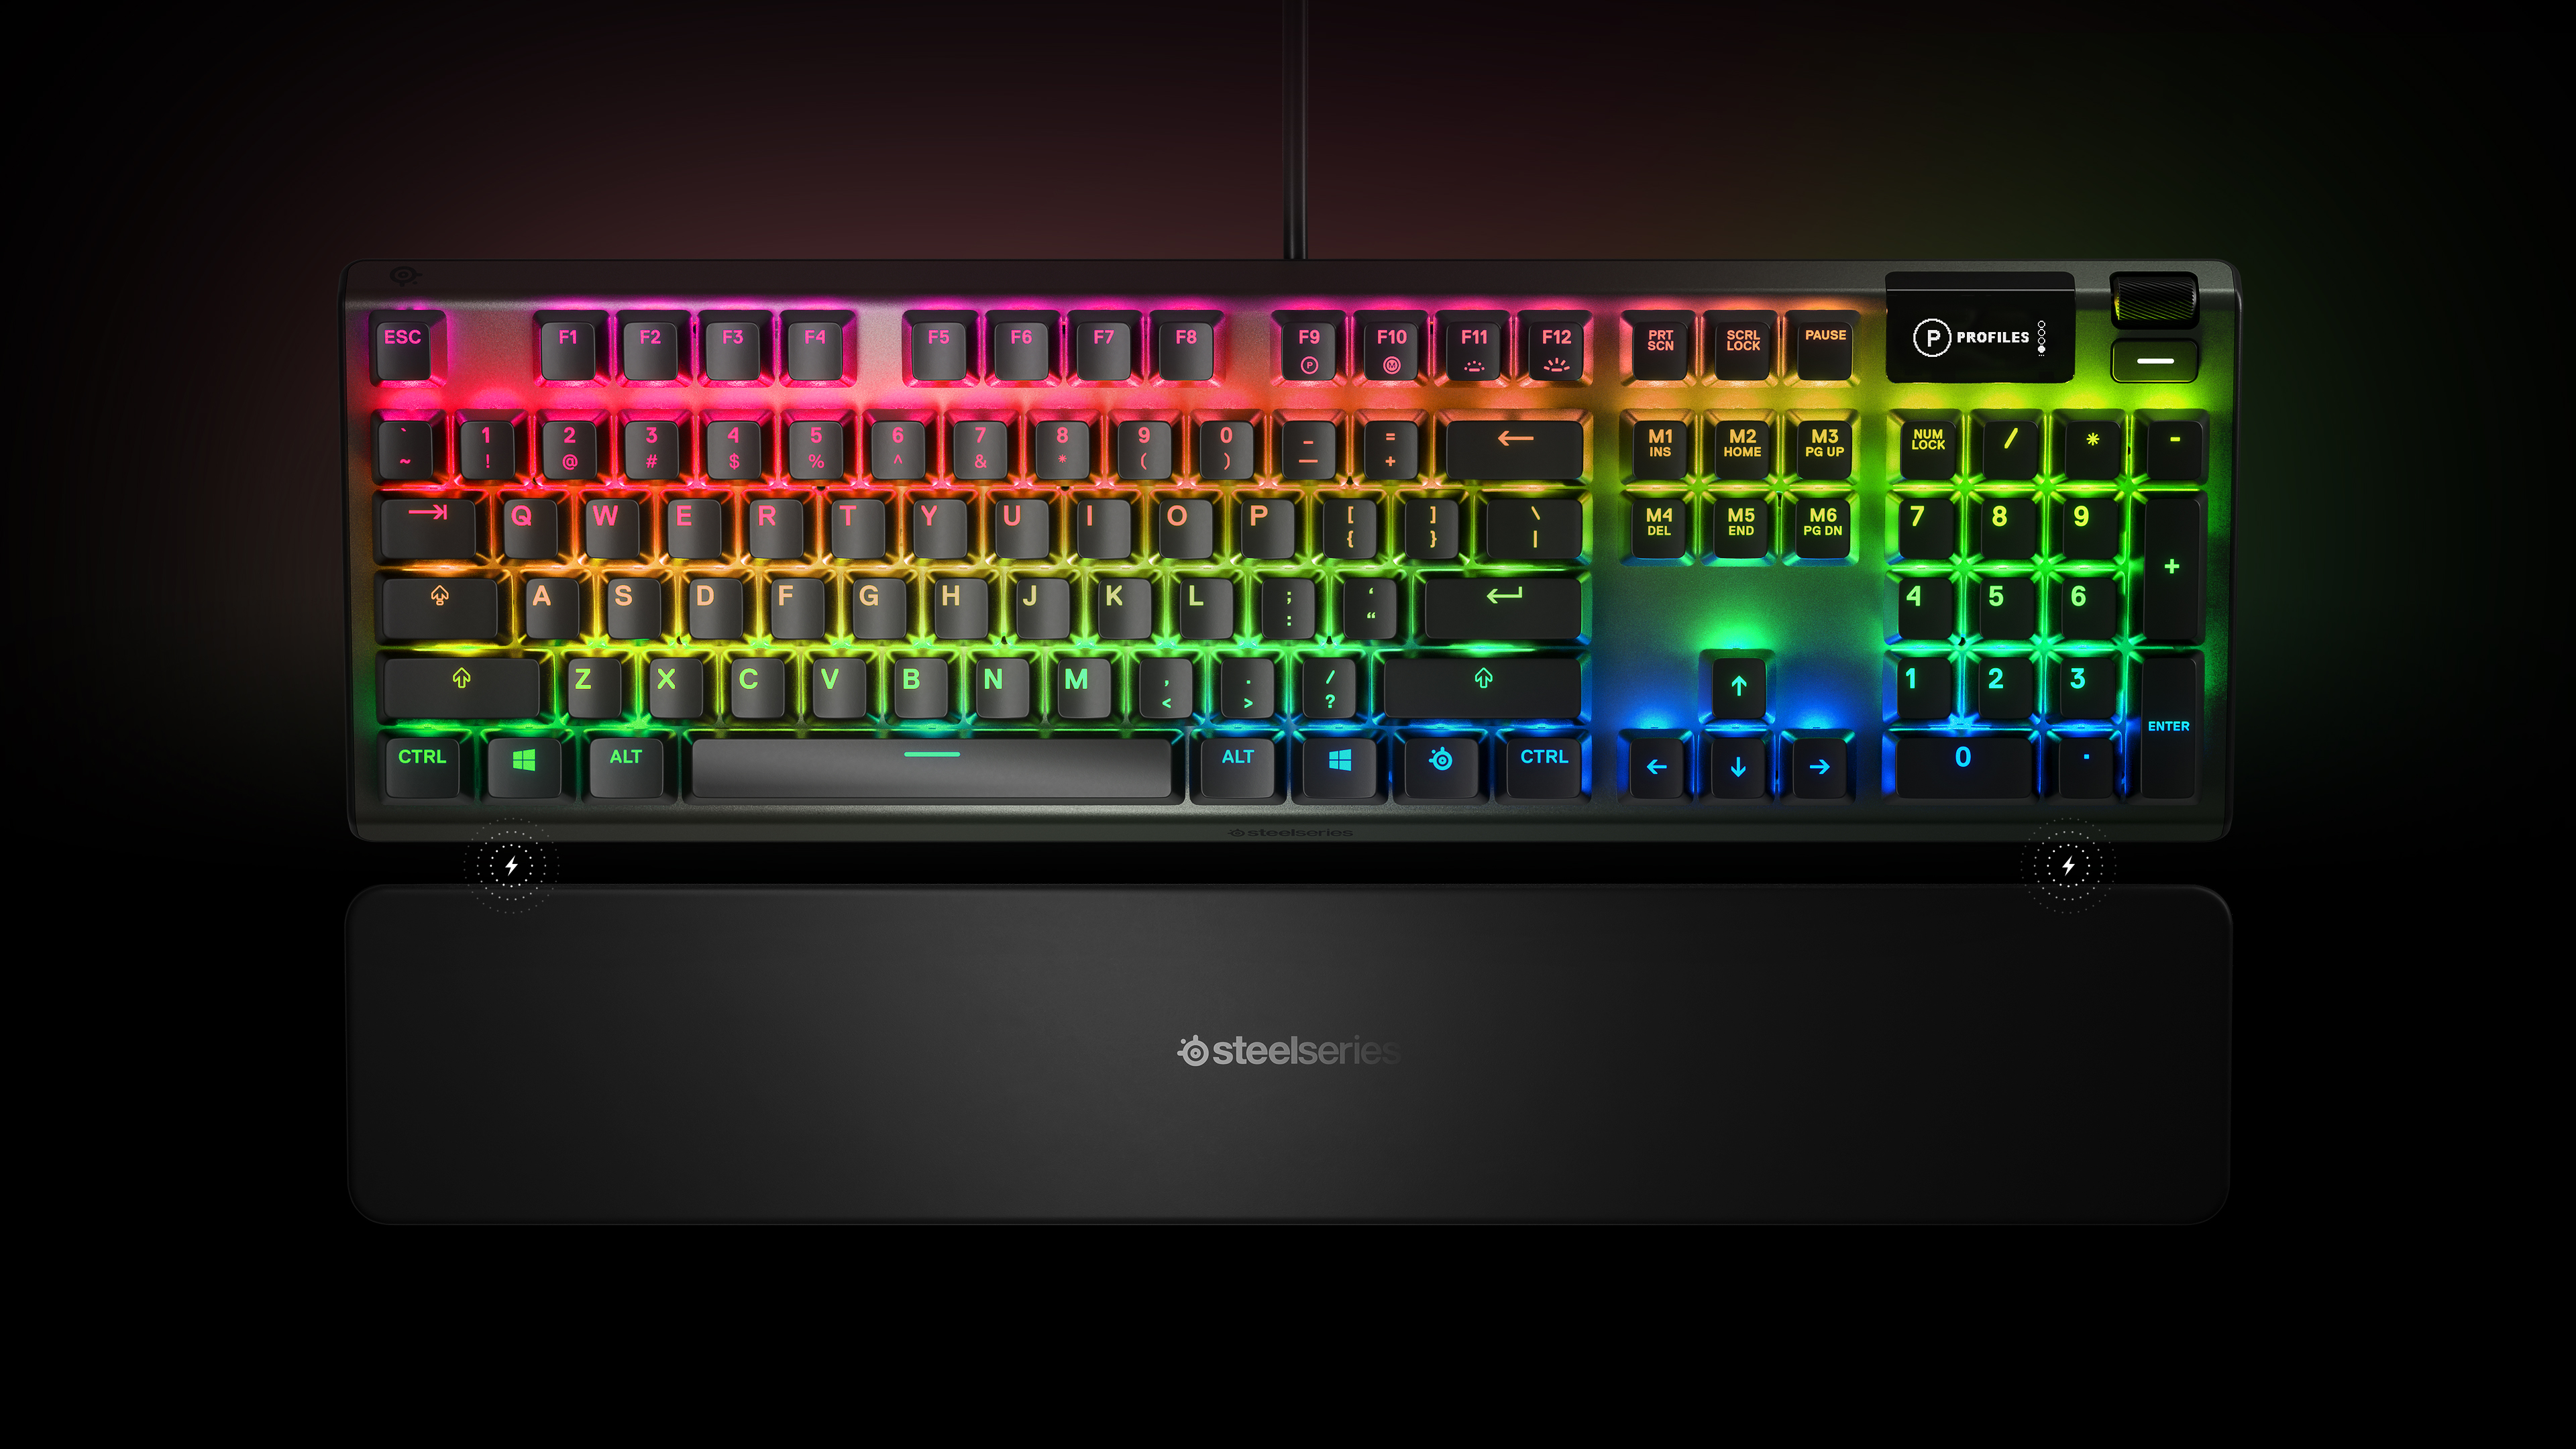 ESC F1 F2 F3 F4 F5 F6 F7 F8 F9 F10 F11 F12 PRT SCN SCRL LOCK PAUSE
P PROFILES
` ~ 1 ! 2 @ 3 # 4 $ 5 % 6 ^ 7 & 8 * 9 ( 0 ) - — = + M1 INS M2 HOME M3 PG UP NUM LOCK / * -
Q W E R T Y U I O P [ { ] } \ | M4 DEL M5 END M6 PG DN 7 8 9 +
A S D F G H J K L ; : ‘ “ 4 5 6
Z X C V B N M , < . > / ? 1 2 3 ENTER
CTRL ALT ALT CTRL 0 .
steelseries
steelseries